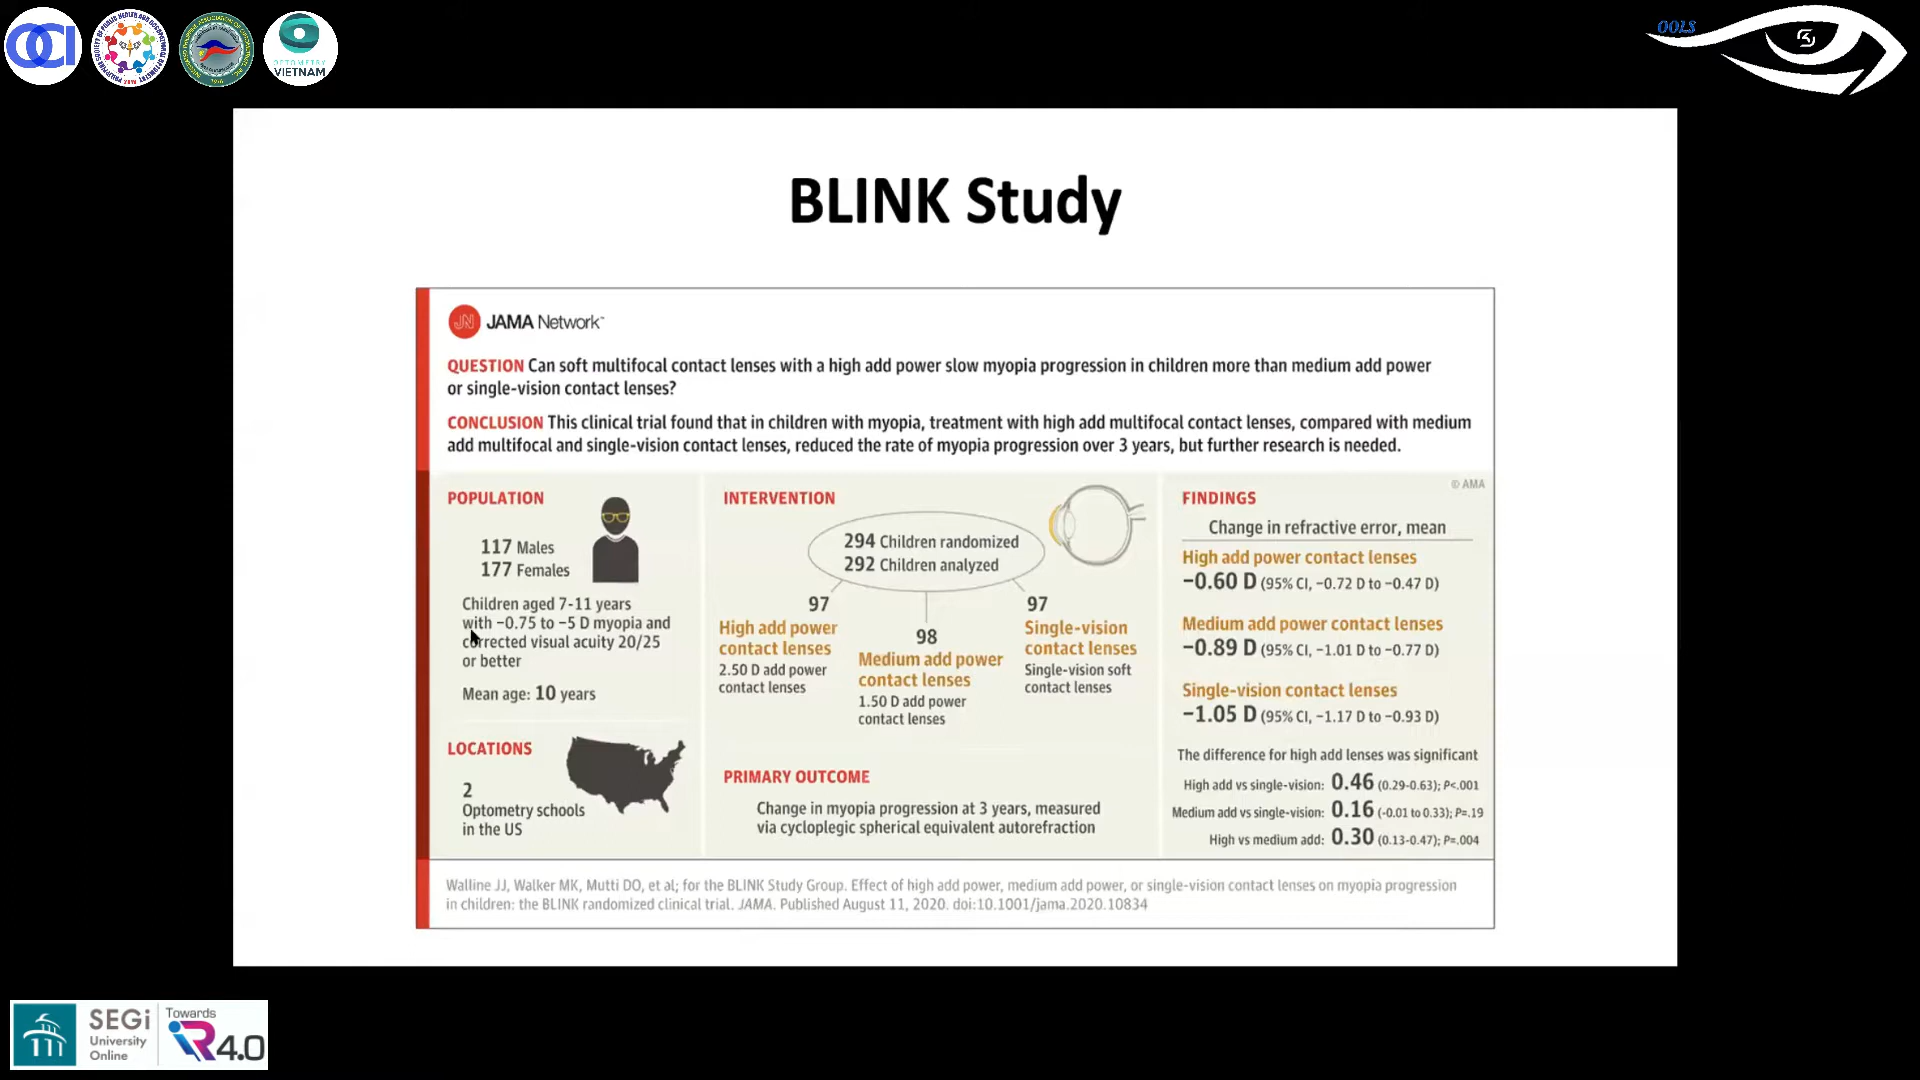 OCI
OPTOMETRY
VIETNAM
OOLS
BLINK Study
JN JAMA Network™
QUESTION Can soft multifocal contact lenses with a high add power slow myopia progression in children more than medium add power
or single-vision contact lenses?
CONCLUSION This clinical trial found that in children with myopia, treatment with high add multifocal contact lenses, compared with medium
add multifocal and single-vision contact lenses, reduced the rate of myopia progression over 3 years, but further research is needed.
POPULATION
117 Males
177 Females
Children aged 7-11 years
with −0.75 to −5 D myopia and
corrected visual acuity 20/25
or better
Mean age: 10 years
LOCATIONS
2
Optometry schools
in the US
INTERVENTION
294 Children randomized
292 Children analyzed
97
High add power
contact lenses
2.50 D add power
contact lenses
98
Medium add power
contact lenses
1.50 D add power
contact lenses
97
Single-vision
contact lenses
Single-vision soft
contact lenses
PRIMARY OUTCOME
Change in myopia progression at 3 years, measured
via cycloplegic spherical equivalent autorefraction
© AMA
FINDINGS
Change in refractive error, mean
High add power contact lenses
−0.60 D (95% CI, −0.72 D to −0.47 D)
Medium add power contact lenses
−0.89 D (95% CI, −1.01 D to −0.77 D)
Single-vision contact lenses
−1.05 D (95% CI, −1.17 D to −0.93 D)
The difference for high add lenses was significant
High add vs single-vision: 0.46 (0.29-0.63); P<.001
Medium add vs single-vision: 0.16 (-0.01 to 0.33); P=.19
High vs medium add: 0.30 (0.13-0.47); P=.004
Walline JJ, Walker MK, Mutti DO, et al; for the BLINK Study Group. Effect of high add power, medium add power, or single-vision contact lenses on myopia progression
in children: the BLINK randomized clinical trial. JAMA. Published August 11, 2020. doi:10.1001/jama.2020.10834
SEGi
University
Online
Towards
iR4.0